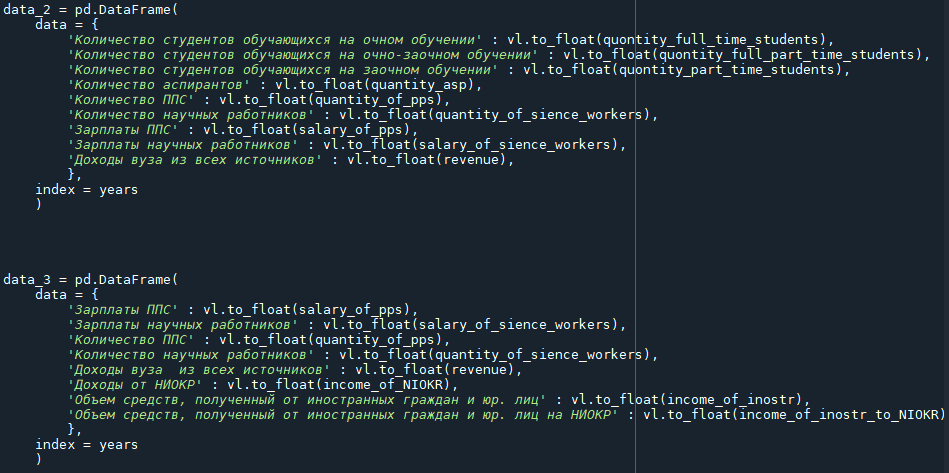 data_2 = pd.DataFrame(
    data = {
        'Количество студентов обучающихся на очном обучении' : vl.to_float(quontity_full_time_students),
        'Количество студентов обучающихся на очно-заочном обучении' : vl.to_float(quontity_full_part_time_students),
        'Количество студентов обучающихся на заочном обучении' : vl.to_float(quontity_part_time_students),
        'Количество аспирантов' : vl.to_float(quantity_asp),
        'Количество ППС' : vl.to_float(quantity_of_pps),
        'Количество научных работников' : vl.to_float(quantity_of_sience_workers),
        'Зарплаты ППС' : vl.to_float(salary_of_pps),
        'Зарплаты научных работников' : vl.to_float(salary_of_sience_workers),
        'Доходы вуза из всех источников' : vl.to_float(revenue),
        },
    index = years
    )
data_3 = pd.DataFrame(
    data = {
        'Зарплаты ППС' : vl.to_float(salary_of_pps),
        'Зарплаты научных работников' : vl.to_float(salary_of_sience_workers),
        'Количество ППС' : vl.to_float(quantity_of_pps),
        'Количество научных работников' : vl.to_float(quantity_of_sience_workers),
        'Доходы вуза  из всех источников' : vl.to_float(revenue),
        'Доходы от НИОКР' : vl.to_float(income_of_NIOKR),
        'Объем средств, полученный от иностранных граждан и юр. лиц' : vl.to_float(income_of_inostr),
        'Объем средств, полученный от иностранных граждан и юр. лиц на НИОКР' : vl.to_float(income_of_inostr_to_NIOKR)
        },
    index = years
    )